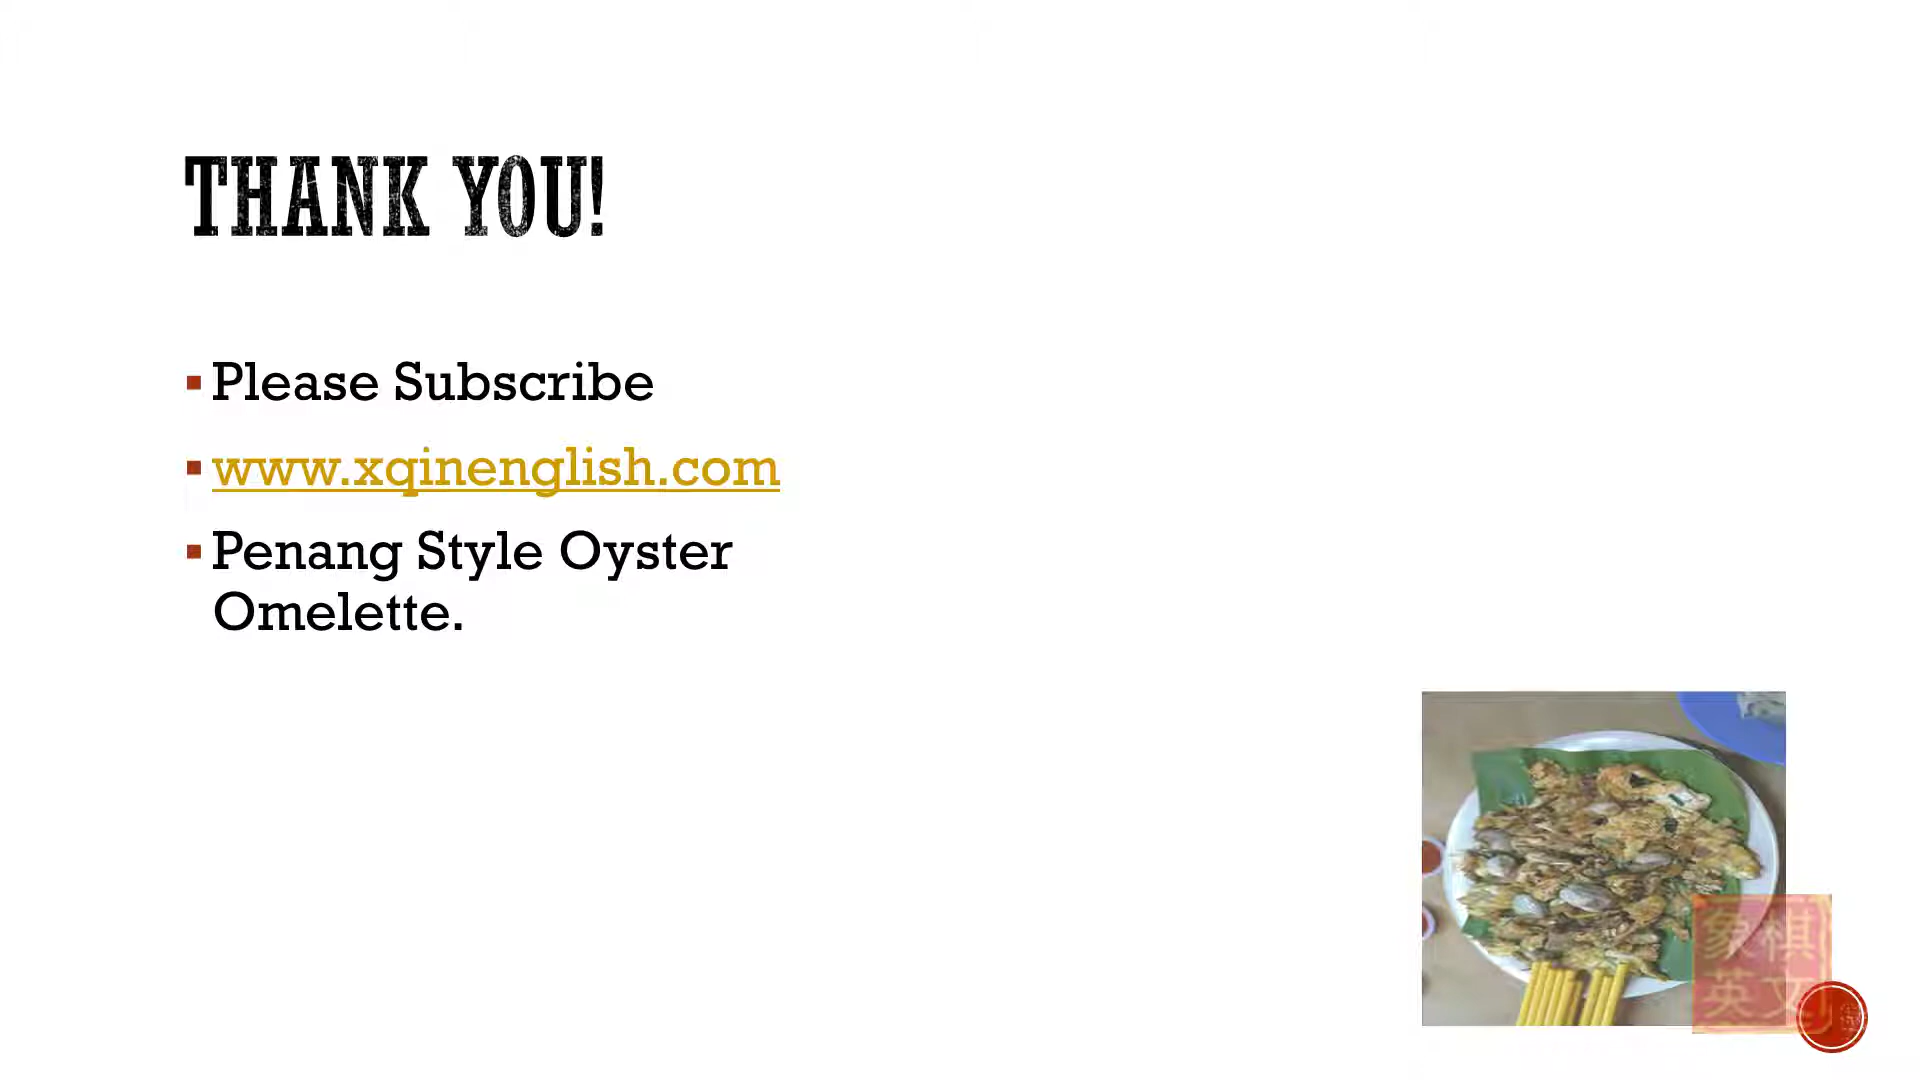 THANK YOU!
Please Subscribe
www.xqinenglish.com
Penang Style Oyster
Omelette.
象棋
英文